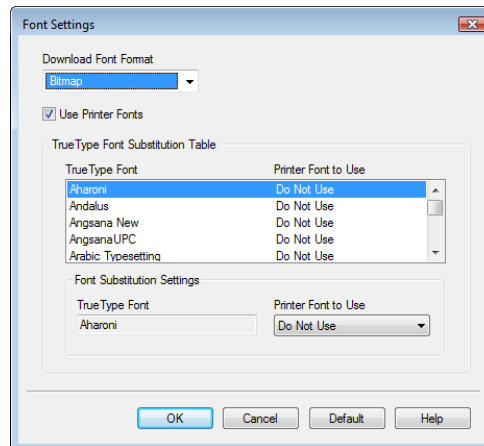 Font Settings
Download Font Format
Bitmap
Use Printer Fonts
TrueType Font Substitution Table
TrueType Font Printer Font to Use
Aharoni Do Not Use
Andalus Do Not Use
Angsana New Do Not Use
AngsanaUPC Do Not Use
Arabic Typesetting Do Not Use
Font Substitution Settings
TrueType Font Printer Font to Use
Aharoni Do Not Use
OK Cancel Default Help